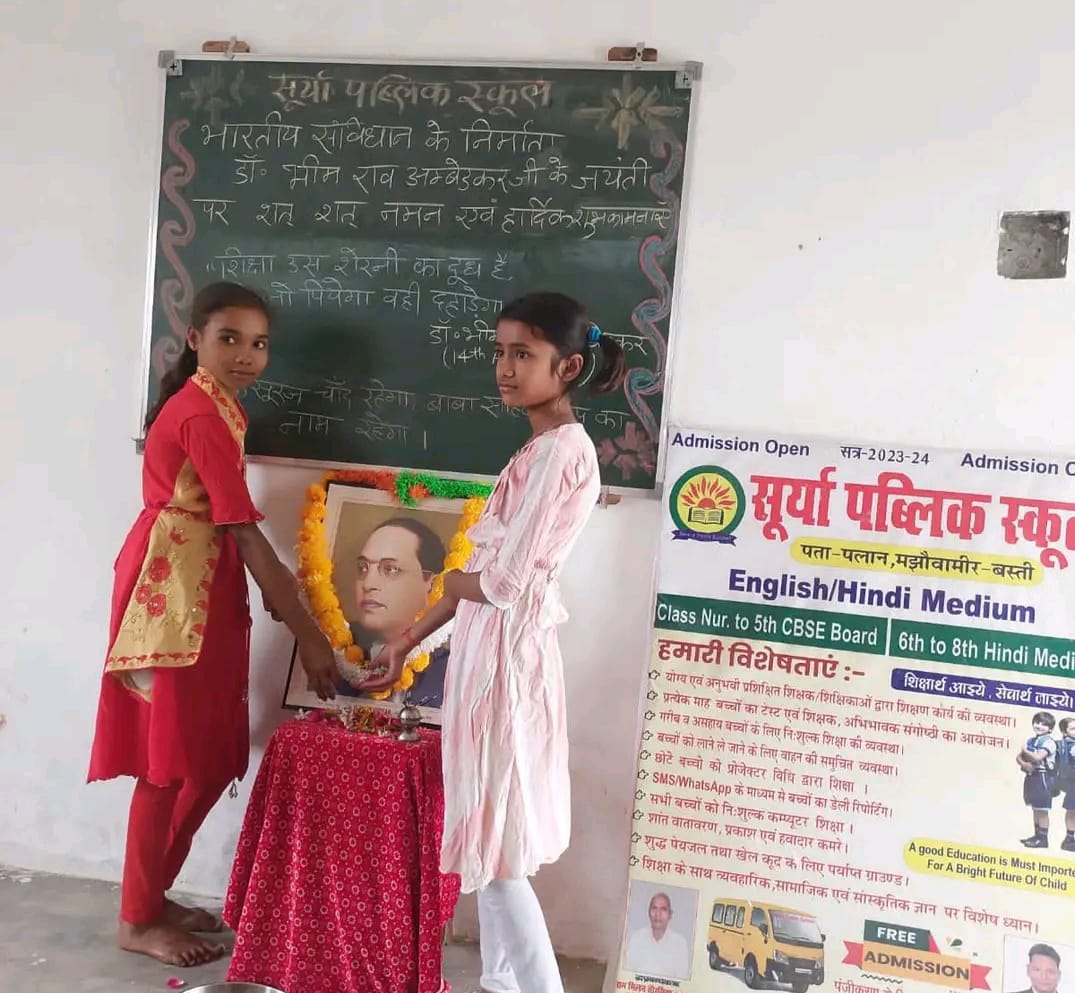 सूर्या पब्लिक स्कूल
भारतीय संविधान के निर्माता
डॉ॰ भीम राव अम्बेडकर जी के जयंती
पर शत् शत् नमन एवं हार्दिक शुभकामनाएं
"शिक्षा उस शेरनी का दूध है,
पियेगा वही दहाड़ेगा
डॉ॰ भीम कर
(14th
सूरज चाँद रहेगा, बाबा का
नाम रहेगा ।
Admission Open सत्र-2023-24 Admission
सूर्या पब्लिक स्कूल
पता-पलान,मझौवामीर-बस्ती
English/Hindi Medium
Class Nur. to 5th CBSE Board 6th to 8th Hindi Medi
हमारी विशेषताएं :-
शिक्षार्थ आइये, सेवार्थ जाइये।
योग्य एवं अनुभवी प्रशिक्षित शिक्षक/शिक्षिकाओं द्वारा शिक्षण कार्य की व्यवस्था।
प्रत्येक माह बच्चों का टेस्ट एवं शिक्षक, अभिभावक संगोष्ठी का आयोजन।
गरीब व असहाय बच्चों के लिए नि:शुल्क शिक्षा की व्यवस्था।
बच्चों को लाने ले जाने के लिए वाहन की समुचित व्यवस्था।
छोटे बच्चो को प्रोजेक्टर विधि द्वारा शिक्षा ।
SMS/WhatsApp के माध्यम से बच्चों का डेली रिपोर्टिंग।
सभी बच्चों को नि:शुल्क कम्प्यूटर शिक्षा ।
शांत वातावरण, प्रकाश एवं हवादार कमरे।
शुद्ध पेयजल तथा खेल कूद के लिए पर्याप्त ग्राउण्ड।
शिक्षा के साथ व्यवहारिक,सामाजिक एवं सांस्कृतिक ज्ञान पर विशेष ध्यान।
A good Education is Must Importe
For A Bright Future Of Child
FREE
ADMISSION